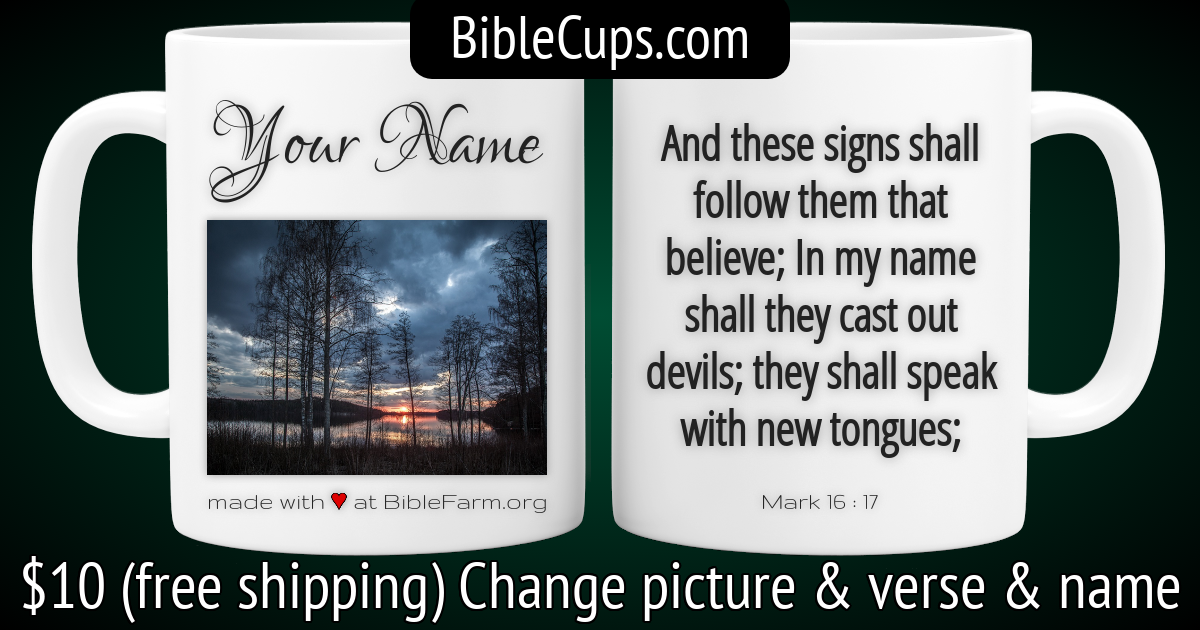 BibleCups.com
Your Name
made with ♥ at BibleFarm.org
And these signs shall
follow them that
believe; In my name
shall they cast out
devils; they shall speak
with new tongues;
Mark 16 : 17
$10 (free shipping) Change picture & verse & name